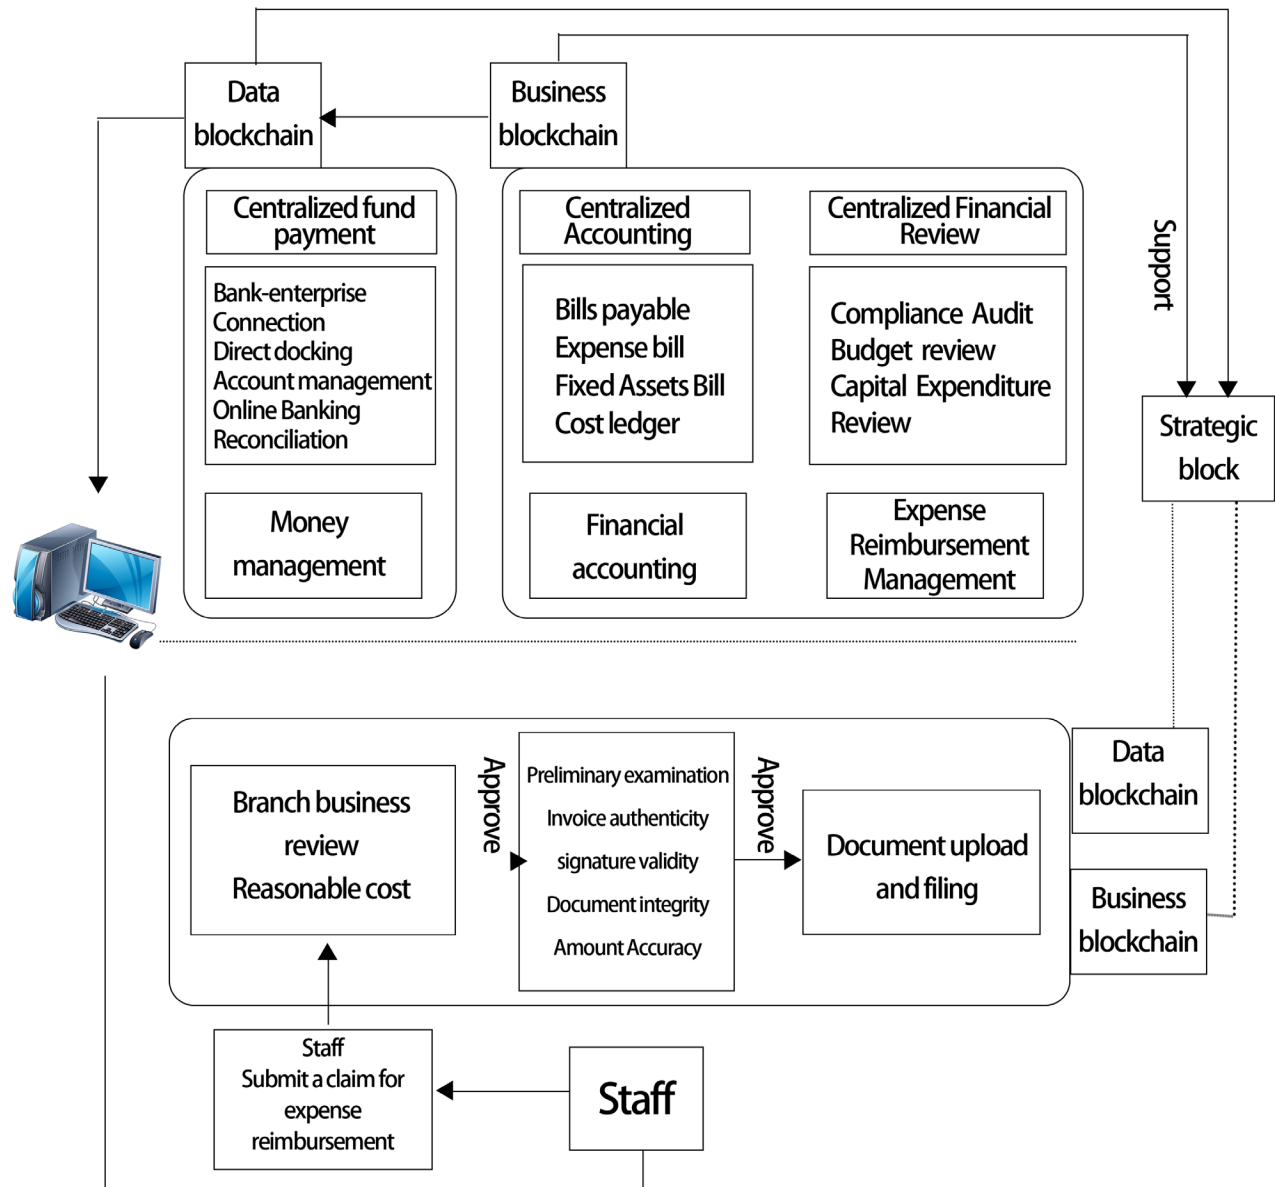 Data
blockchain
Business
blockchain
Centralized fund
payment
Bank-enterprise
Connection
Direct docking
Account management
Online Banking
Reconciliation
Money
management
Centralized
Accounting
Bills payable
Expense bill
Fixed Assets Bill
Cost ledger
Financial
accounting
Centralized Financial
Review
Compliance Audit
Budget review
Capital Expenditure
Review
Expense
Reimbursement
Management
Support
Strategic
block
Branch business
review
Reasonable cost
Approve
Preliminary examination
Invoice authenticity
signature validity
Document integrity
Amount Accuracy
Approve
Document upload
and filing
Data
blockchain
Business
blockchain
Staff
Submit a claim for
expense
reimbursement
Staff